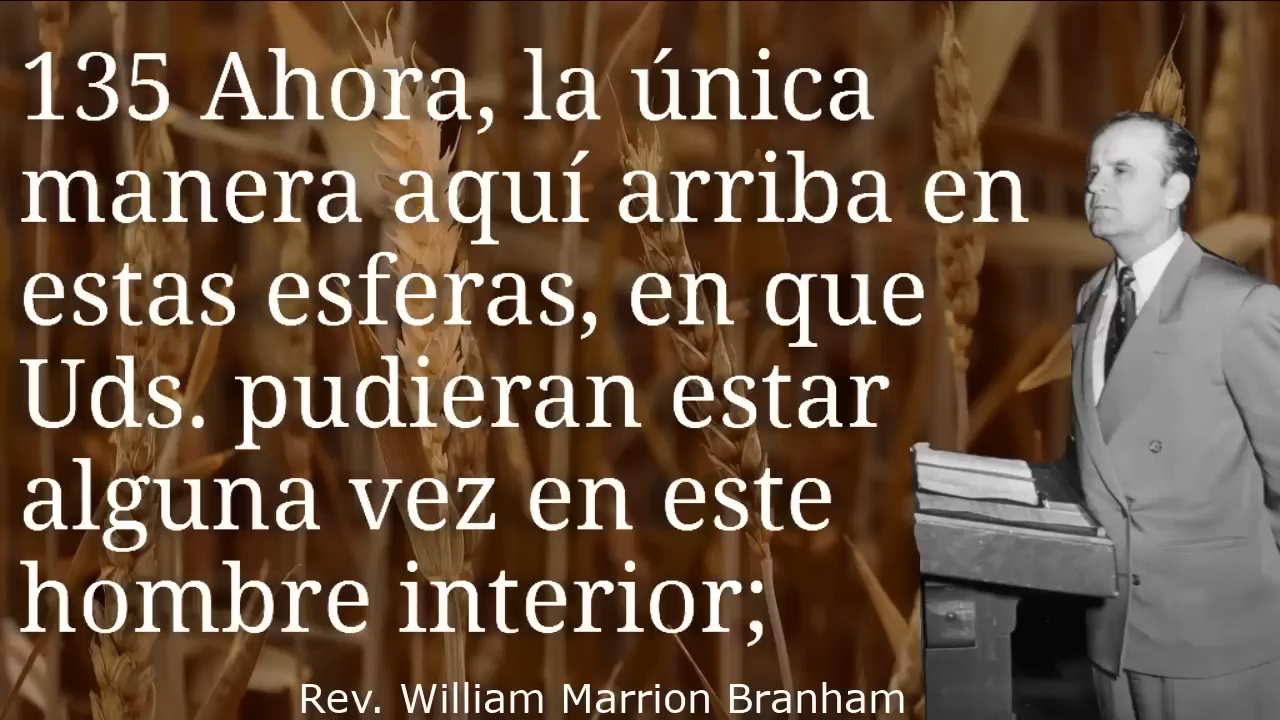 135 Ahora, la única
manera aquí arriba en
estas esferas, en que
Uds. pudieran estar
alguna vez en este
hombre interior;
Rev. William Marrion Branham